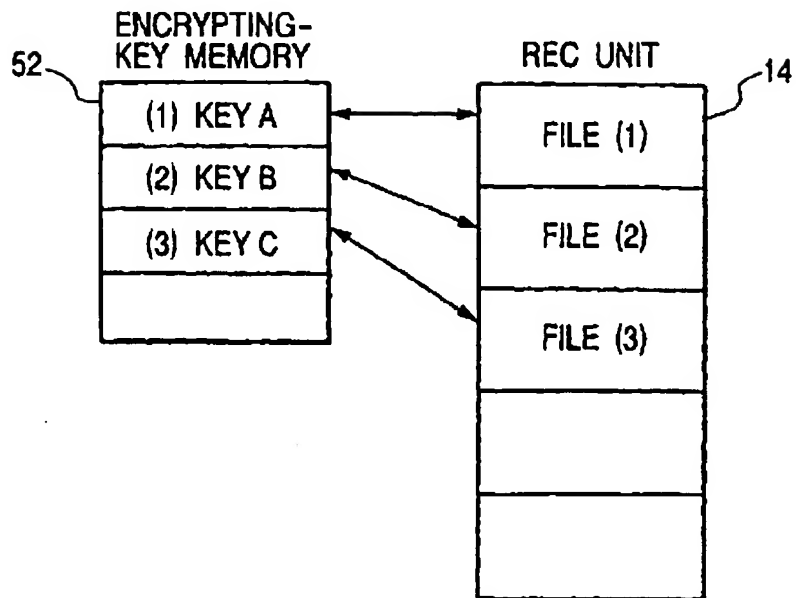 ENCRYPTING-
KEY MEMORY
52
(1) KEY A
(2) KEY B
(3) KEY C
REC UNIT
14
FILE (1)
FILE (2)
FILE (3)